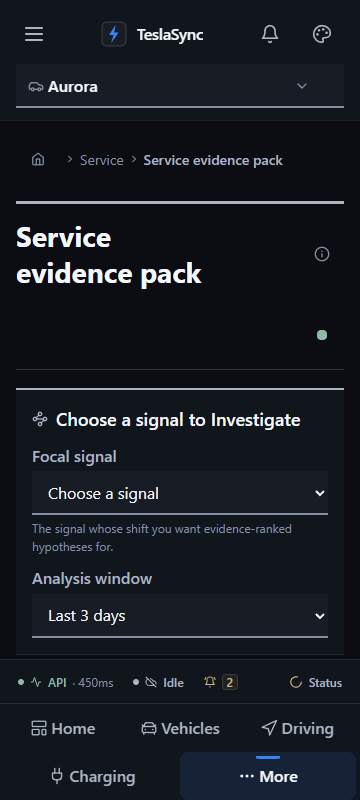 TeslaSync
Aurora
Service
Service evidence pack
Service
evidence pack
Choose a signal to Investigate
Focal signal
Choose a signal
The signal whose shift you want evidence-ranked
hypotheses for.
Analysis window
Last 3 days
API · 450ms
Idle
2
Status
Home
Vehicles
Driving
Charging
More